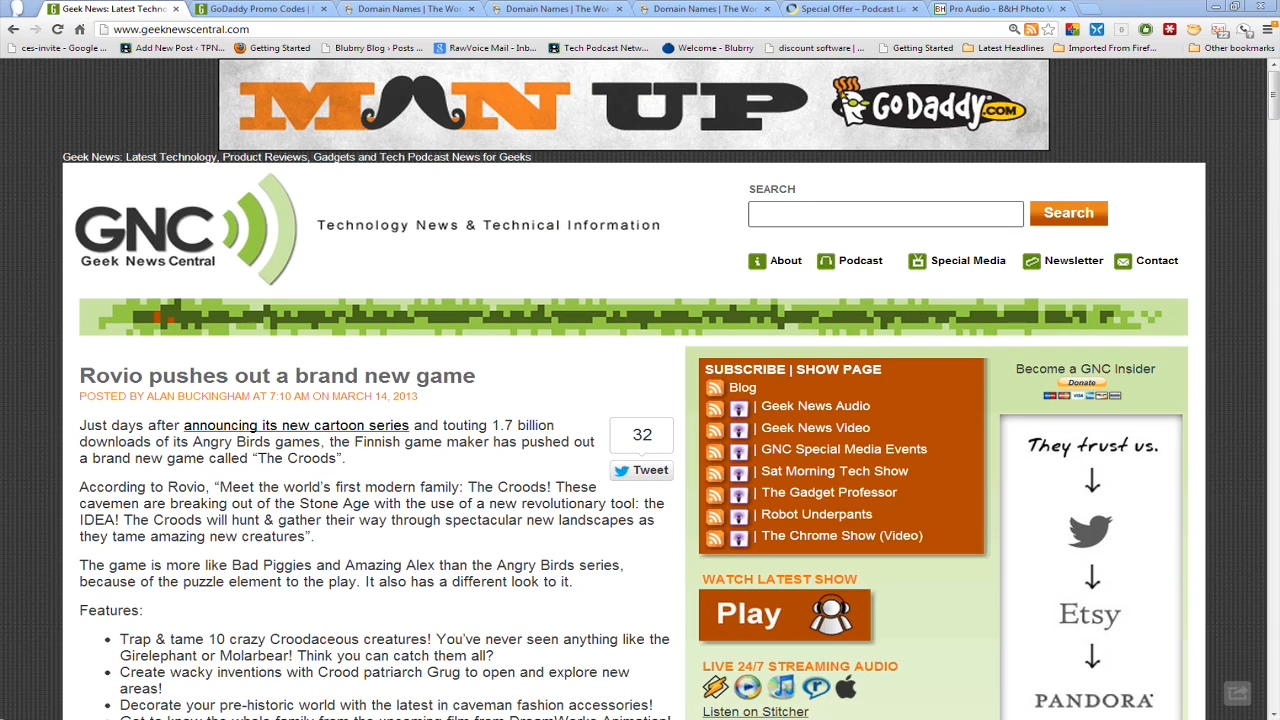 Geek News: Latest Techno
GoDaddy Promo Codes |
Domain Names | The Wo
Domain Names | The Wo
Domain Names | The Wo
Special Offer – Podcast Li
Pro Audio - B&H Photo V
www.geeknewscentral.com
ces-invite - Google ...
Add New Post ‹ TPN...
Getting Started
Blubrry Blog › Posts ...
RawVoice Mail - Inb...
Tech Podcast Netw...
Welcome - Blubrry
discount software | ...
Getting Started
Latest Headlines
Imported From Firef...
Other bookmarks
MAN UP GO DADDY.COM
Geek News: Latest Technology, Product Reviews, Gadgets and Tech Podcast News for Geeks
GNC
Geek News Central
Technology News & Technical Information
SEARCH
Search
About
Podcast
Special Media
Newsletter
Contact
Rovio pushes out a brand new game
POSTED BY ALAN BUCKINGHAM AT 7:10 AM ON MARCH 14, 2013
Just days after announcing its new cartoon series and touting 1.7 billion
downloads of its Angry Birds games, the Finnish game maker has pushed out
a brand new game called “The Croods”.
32
Tweet
According to Rovio, “Meet the world’s first modern family: The Croods! These
cavemen are breaking out of the Stone Age with the use of a new revolutionary tool: the
IDEA! The Croods will hunt & gather their way through spectacular new landscapes as
they tame amazing new creatures”.
The game is more like Bad Piggies and Amazing Alex than the Angry Birds series,
because of the puzzle element to the play. It also has a different look to it.
Features:
• Trap & tame 10 crazy Croodaceous creatures! You’ve never seen anything like the
Girelephant or Molarbear! Think you can catch them all?
• Create wacky inventions with Crood patriarch Grug to open and explore new
areas!
• Decorate your pre-historic world with the latest in caveman fashion accessories!
• Get to know the whole family from the upcoming film from DreamWorks Animation!
SUBSCRIBE | SHOW PAGE
Blog
| Geek News Audio
| Geek News Video
| GNC Special Media Events
| Sat Morning Tech Show
| The Gadget Professor
| Robot Underpants
| The Chrome Show (Video)
WATCH LATEST SHOW
Play
LIVE 24/7 STREAMING AUDIO
Listen on Stitcher
Become a GNC Insider
Donate
They trust us.
Etsy
PANDORA